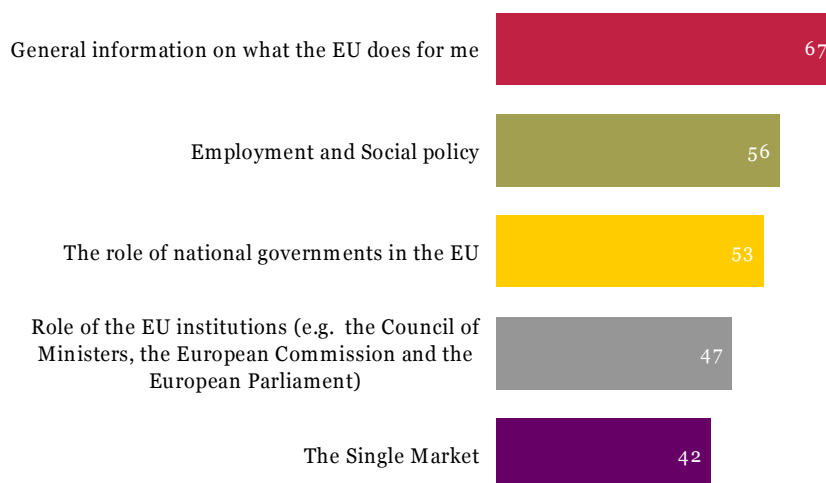 General information on what the EU does for me
67
Employment and Social policy
56
The role of national governments in the EU
53
Role of the EU institutions (e.g. the Council of
Ministers, the European Commission and the
European Parliament)
47
The Single Market
42